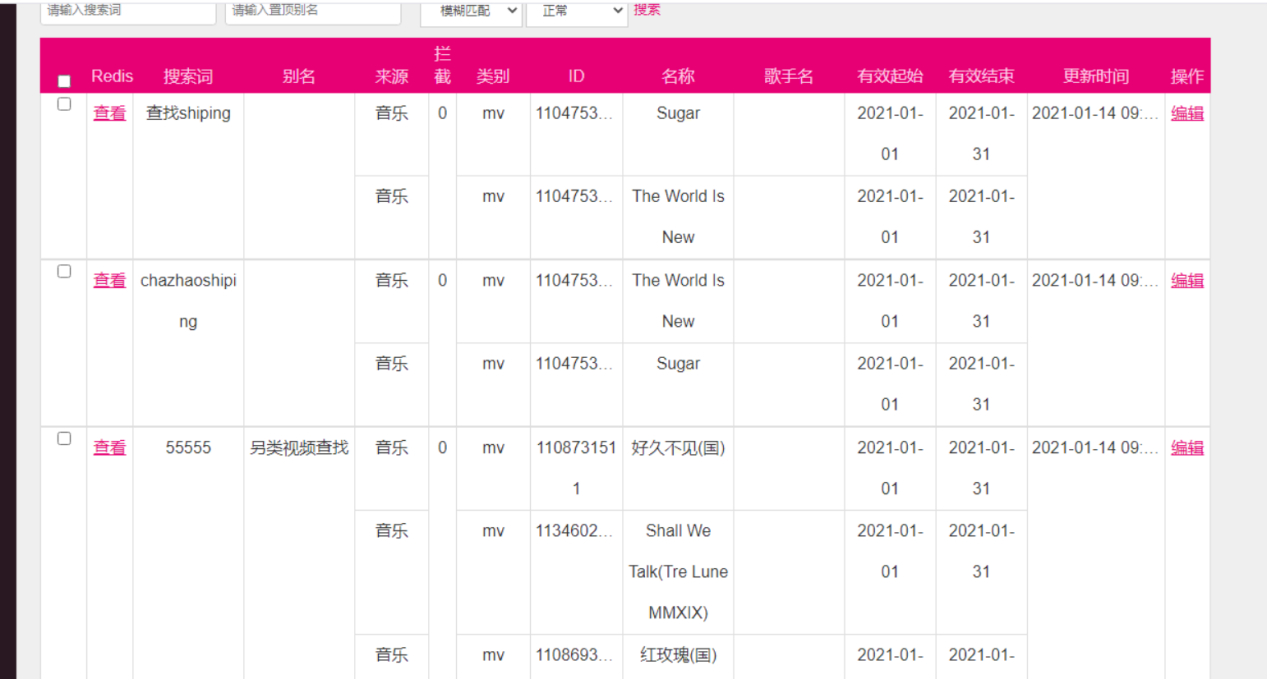 请输入搜索词 请输入置顶别名 模糊匹配 正常 搜索
Redis 搜索词 别名 来源 拦截 类别 ID 名称 歌手名 有效起始 有效结束 更新时间 操作
查看 查找shiping 音乐 0 mv 1104753... Sugar 2021-01- 2021-01- 2021-01-14 09:... 编辑
01 31
音乐 mv 1104753... The World Is 2021-01- 2021-01-
New 01 31
查看 chazhaoshipi 音乐 0 mv 1104753... The World Is 2021-01- 2021-01- 2021-01-14 09:... 编辑
ng New 01 31
音乐 mv 1104753... Sugar 2021-01- 2021-01-
01 31
查看 55555 另类视频查找 音乐 0 mv 110873151 好久不见(国) 2021-01- 2021-01- 2021-01-14 09:... 编辑
1 01 31
音乐 mv 1134602... Shall We 2021-01- 2021-01-
Talk(Tre Lune 01 31
MMXIX)
音乐 mv 1108693... 红玫瑰(国) 2021-01- 2021-01-